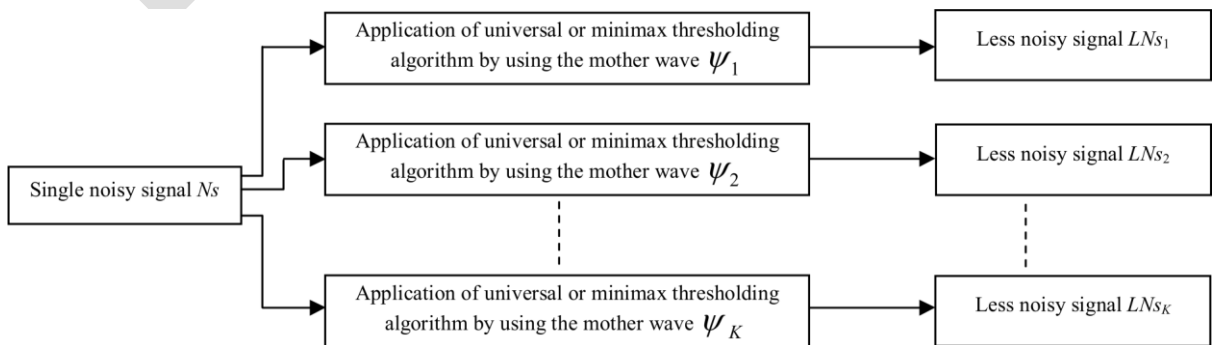 Application of universal or minimax thresholding
algorithm by using the mother wave ψ₁
Less noisy signal LNs₁
Application of universal or minimax thresholding
algorithm by using the mother wave ψ₂
Less noisy signal LNs₂
Single noisy signal Ns
Application of universal or minimax thresholding
algorithm by using the mother wave ψ_K
Less noisy signal LNs_K